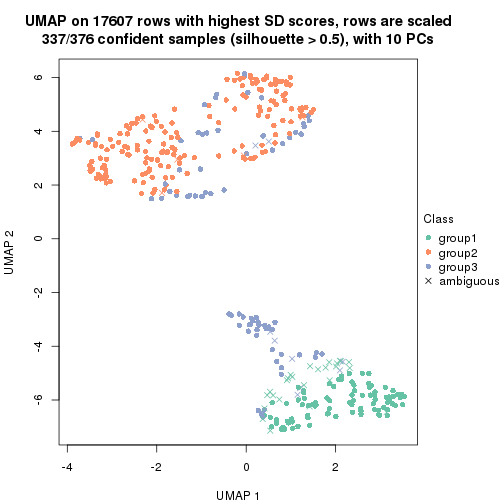 UMAP on 17607 rows with highest SD scores, rows are scaled
337/376 confident samples (silhouette > 0.5), with 10 PCs
6
4
2
0
-2
-4
-6
UMAP 2
-4
-2
0
2
UMAP 1
Class
group1
group2
group3
ambiguous